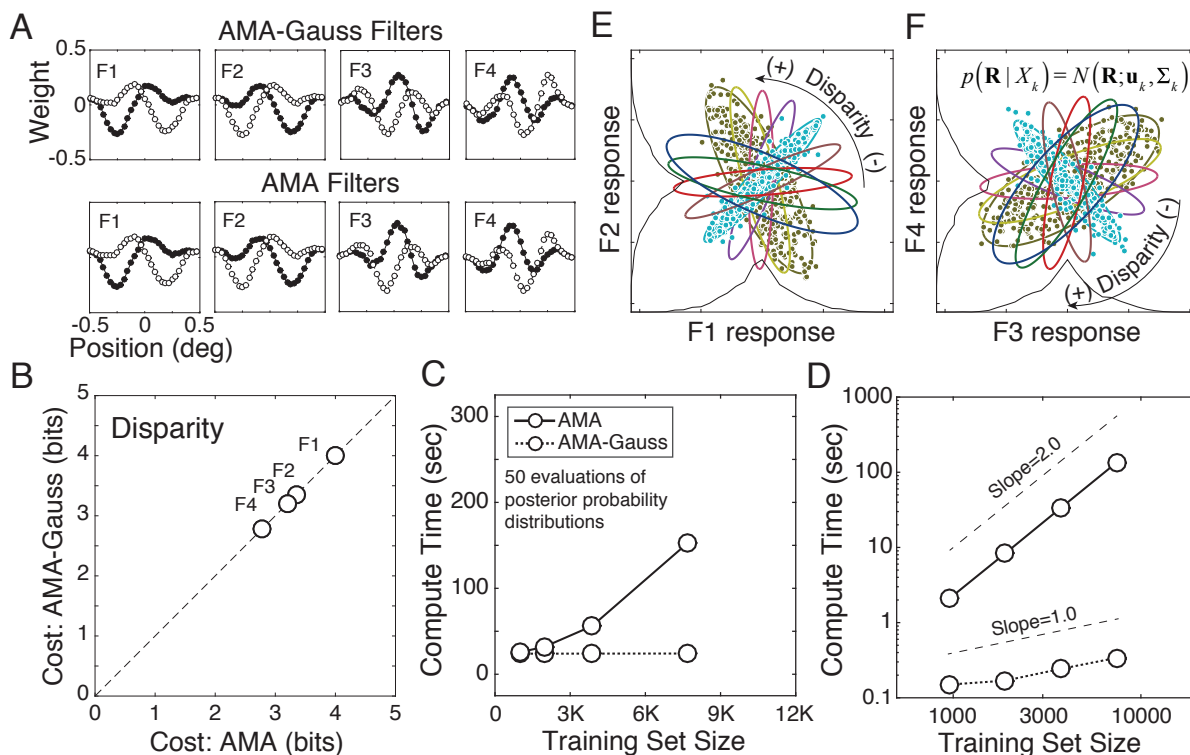 A
AMA-Gauss Filters
Weight
0.5
0
-0.5
F1
F2
F3
F4
AMA Filters
F1
F2
F3
F4
-0.5
0
0.5
Position (deg)
B
Cost: AMA-Gauss (bits)
5
4
3
2
1
0
Disparity
F1
F2
F3
F4
0
1
2
3
4
5
Cost: AMA (bits)
C
Compute Time (sec)
300
200
100
0
AMA
AMA-Gauss
50 evaluations of
posterior probability
distributions
0
3K
6K
9K
12K
Training Set Size
D
Compute Time (sec)
1000
100
10
1
0.1
Slope=2.0
Slope=1.0
1000
3000
10000
Training Set Size
E
(+) Disparity (-)
F2 response
F1 response
F
p(R | X_k) = N(R; u_k, Σ_k)
(+) Disparity (-)
F4 response
F3 response